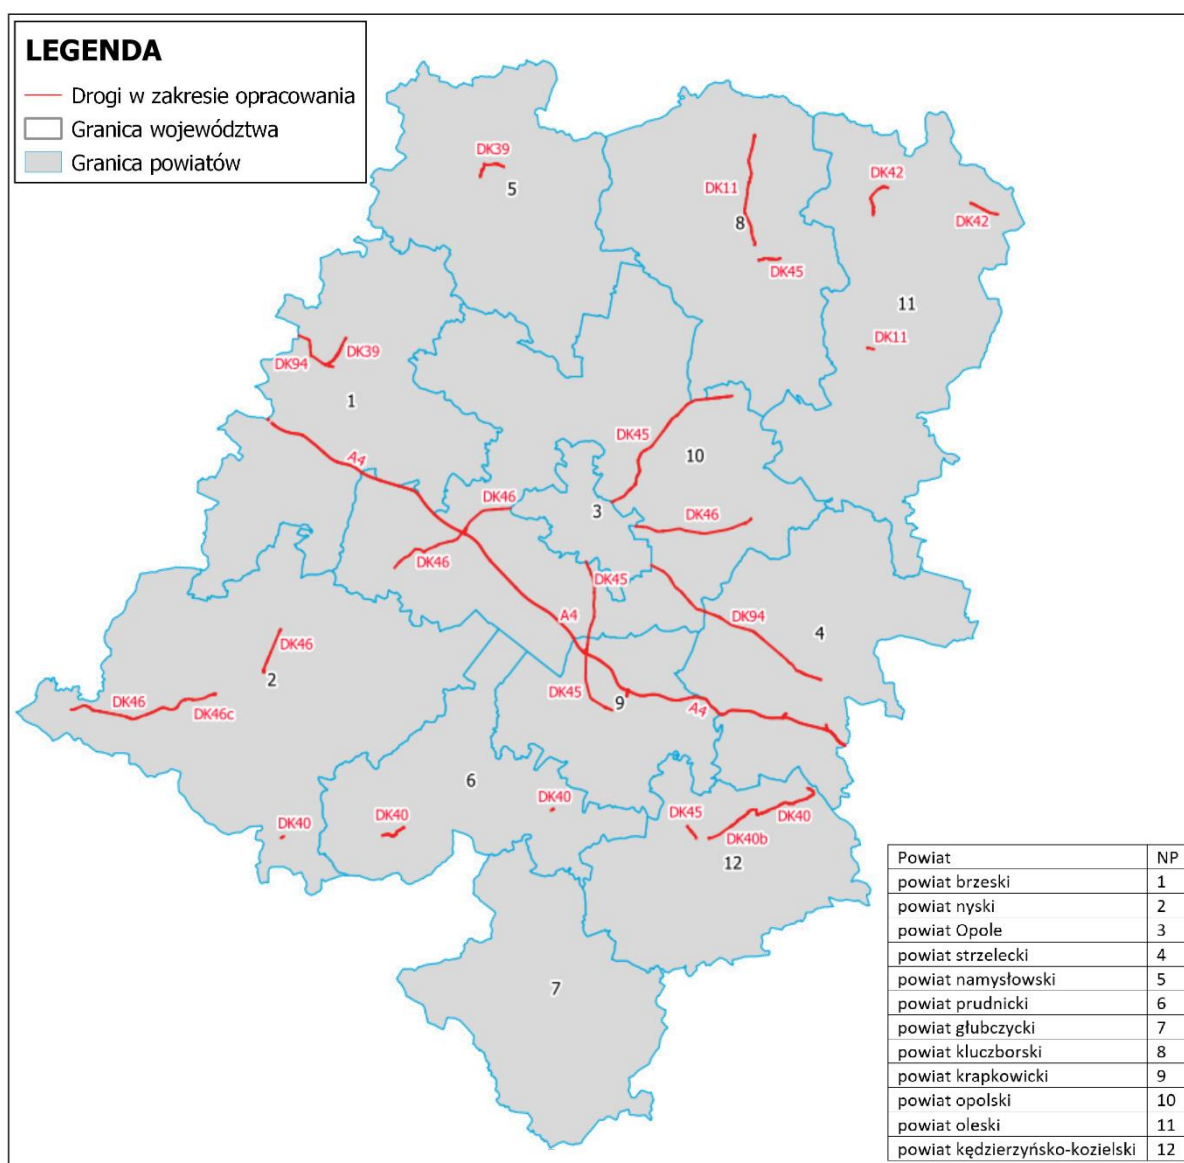 LEGENDA
Drogi w zakresie opracowania
Granica województwa
Granica powiatów
DK39
5
DK11
8
DK45
DK42
DK42
11
DK11
DK94
DK39
1
A4
DK45
10
DK46
3
DK46
DK46
DK45
A4
DK94
4
DK46
2
DK46
DK46c
DK45
9
A4
6
DK40
DK40
DK40
DK45
DK40
DK40b
12
7
Powiat NP
powiat brzeski 1
powiat nyski 2
powiat Opole 3
powiat strzelecki 4
powiat namysłowski 5
powiat prudnicki 6
powiat głubczycki 7
powiat kluczborski 8
powiat krapkowicki 9
powiat opolski 10
powiat oleski 11
powiat kędzierzyńsko-kozielski 12